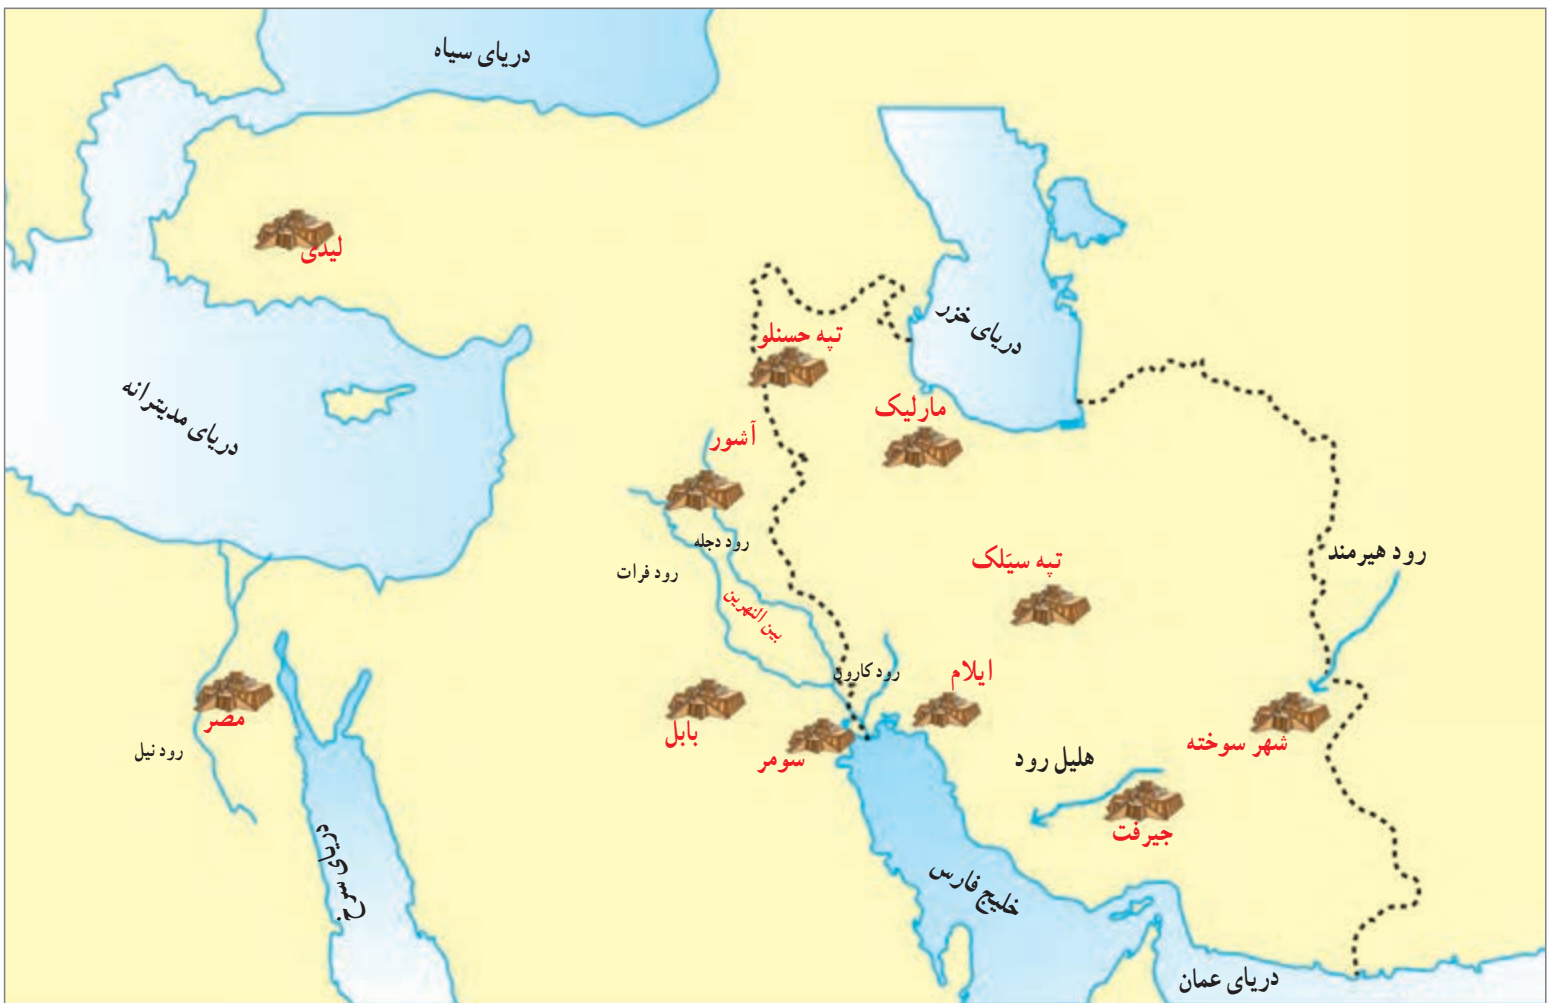 دریای سیاه
لیدی
دریای خزر
تپه حسنلو
دریای مدیترانه
مارلیک
آشور
رود دجله
رود هیرمند
تپه سیَلک
رود فرات
بین النهرین
رود کارون
ایلام
مصر
بابل
شهر سوخته
رود نیل
سومر
هلیل رود
جیرفت
دریای سرخ
خلیج فارس
دریای عمان